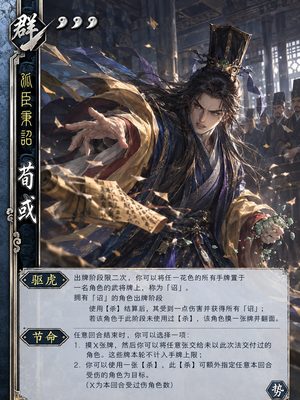 群
孤臣秉詔
荀彧
驱虎
出牌阶段限二次，你可以将任一花色的所有手牌置于
一名角色的武将牌上，称为「诏」。
拥有「诏」的角色出牌阶段
使用【杀】结算后，其受到一点伤害并获得所有「诏」；
若该角色于此阶段未使用过【杀】，该角色摸一张牌并翻面。
节命
任意回合結束时，你可以选择一项：
1. 摸X张牌，然后你可以将任意张交给未以此次法交付过的
角色。这些牌本轮不计入手牌上限；
2. 你可以使用一张【杀】，此【杀】可额外指定任意本回合
受伤的角色为目标。
（X为本回合受过伤角色数）
势